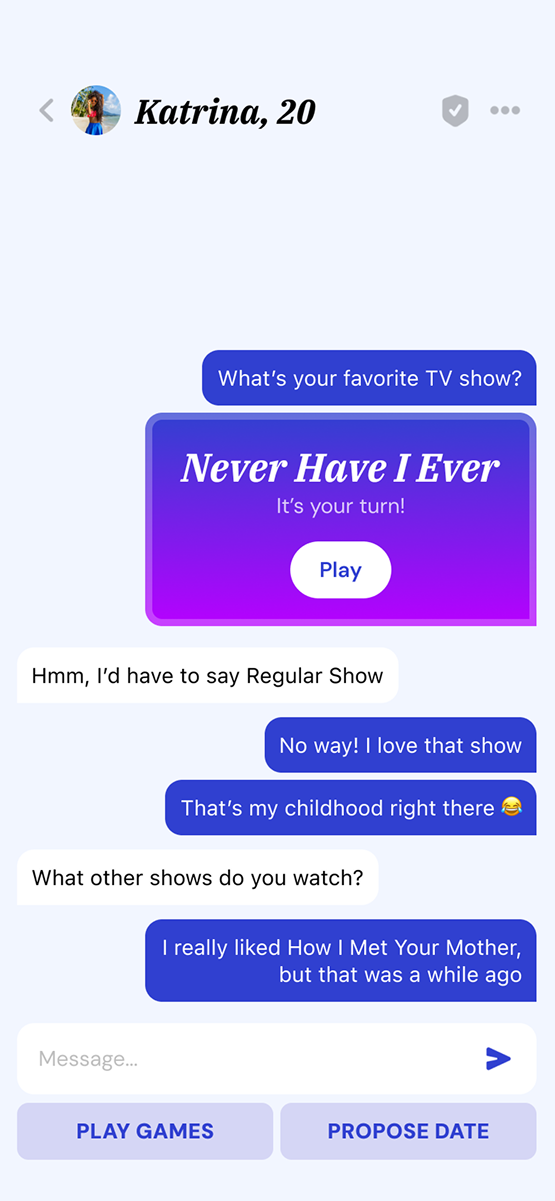 Katrina, 20
What’s your favorite TV show?
Never Have I Ever
It’s your turn!
Play
Hmm, I’d have to say Regular Show
No way! I love that show
That’s my childhood right there 😂
What other shows do you watch?
I really liked How I Met Your Mother,
but that was a while ago
Message...
PLAY GAMES
PROPOSE DATE